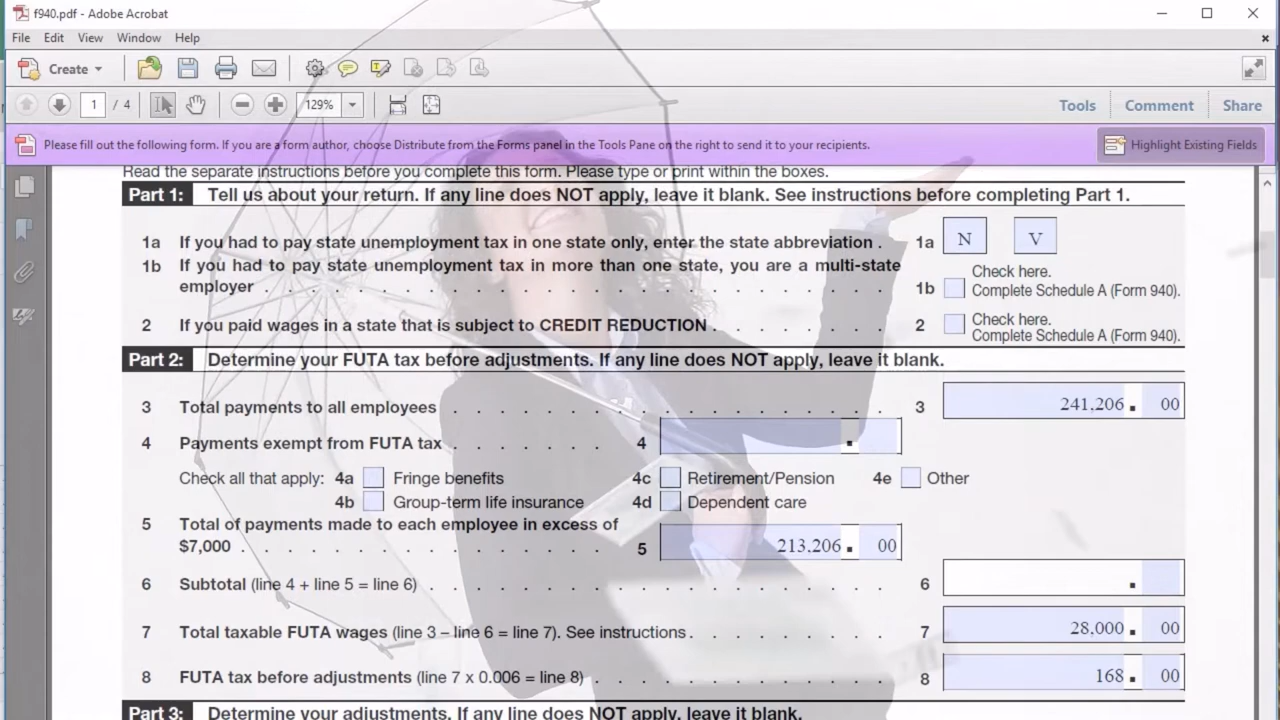 f940.pdf - Adobe Acrobat
File Edit View Window Help
Create
1 / 4 129% Tools Comment Share
Please fill out the following form. If you are a form author, choose Distribute from the Forms panel in the Tools Pane on the right to send it to your recipients. Highlight Existing Fields
Read the separate instructions before you complete this form. Please type or print within the boxes.
Part 1: Tell us about your return. If any line does NOT apply, leave it blank. See instructions before completing Part 1.
1a If you had to pay state unemployment tax in one state only, enter the state abbreviation . 1a N V
1b If you had to pay state unemployment tax in more than one state, you are a multi-state
employer . . . . . . . . . . . . . . . . . . . . . . 1b Check here.
Complete Schedule A (Form 940).
2 If you paid wages in a state that is subject to CREDIT REDUCTION . . . . . . . 2 Check here.
Complete Schedule A (Form 940).
Part 2: Determine your FUTA tax before adjustments. If any line does NOT apply, leave it blank.
3 Total payments to all employees . . . . . . . . . . . . . . . . 3 241,206 . 00
4 Payments exempt from FUTA tax . . . . . . . 4 .
Check all that apply: 4a Fringe benefits 4c Retirement/Pension 4e Other
4b Group-term life insurance 4d Dependent care
5 Total of payments made to each employee in excess of
$7,000 . . . . . . . . . . . . . . 5 213,206 . 00
6 Subtotal (line 4 + line 5 = line 6) . . . . . . . . . . . . . . . . . 6 .
7 Total taxable FUTA wages (line 3 – line 6 = line 7). See instructions . . . . . . . . 7 28,000 . 00
8 FUTA tax before adjustments (line 7 x 0.006 = line 8) . . . . . . . . . . . 8 168 . 00
Part 3: Determine your adjustments. If any line does NOT apply, leave it blank.